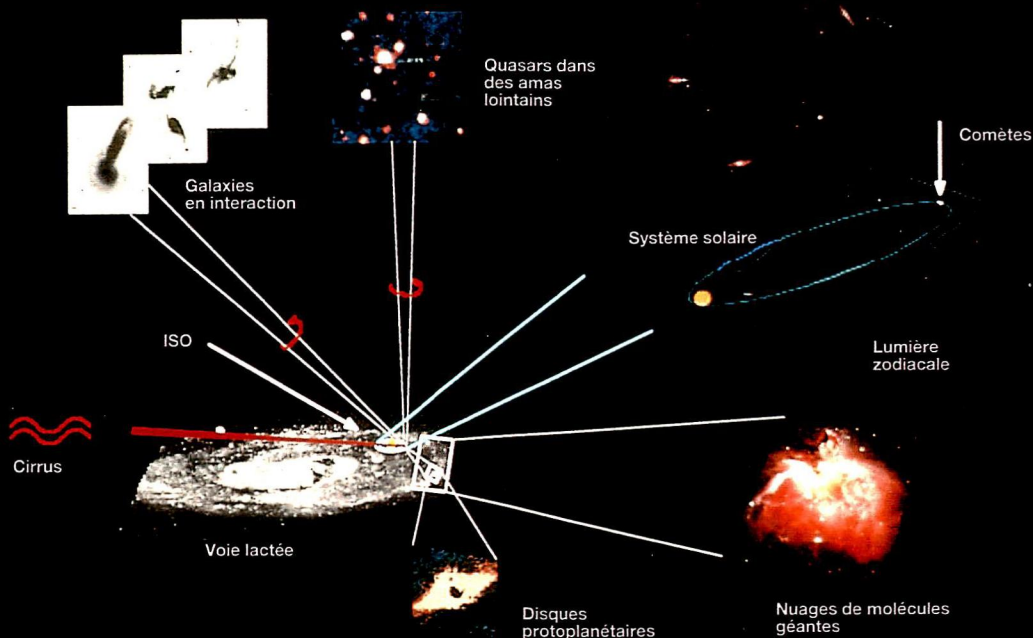 Quasars dans
des amas
lointains
Comètes
Galaxies
en interaction
Système solaire
ISO
Lumière
zodiacale
Cirrus
Voie lactée
Disques
protoplanétaires
Nuages de molécules
géantes